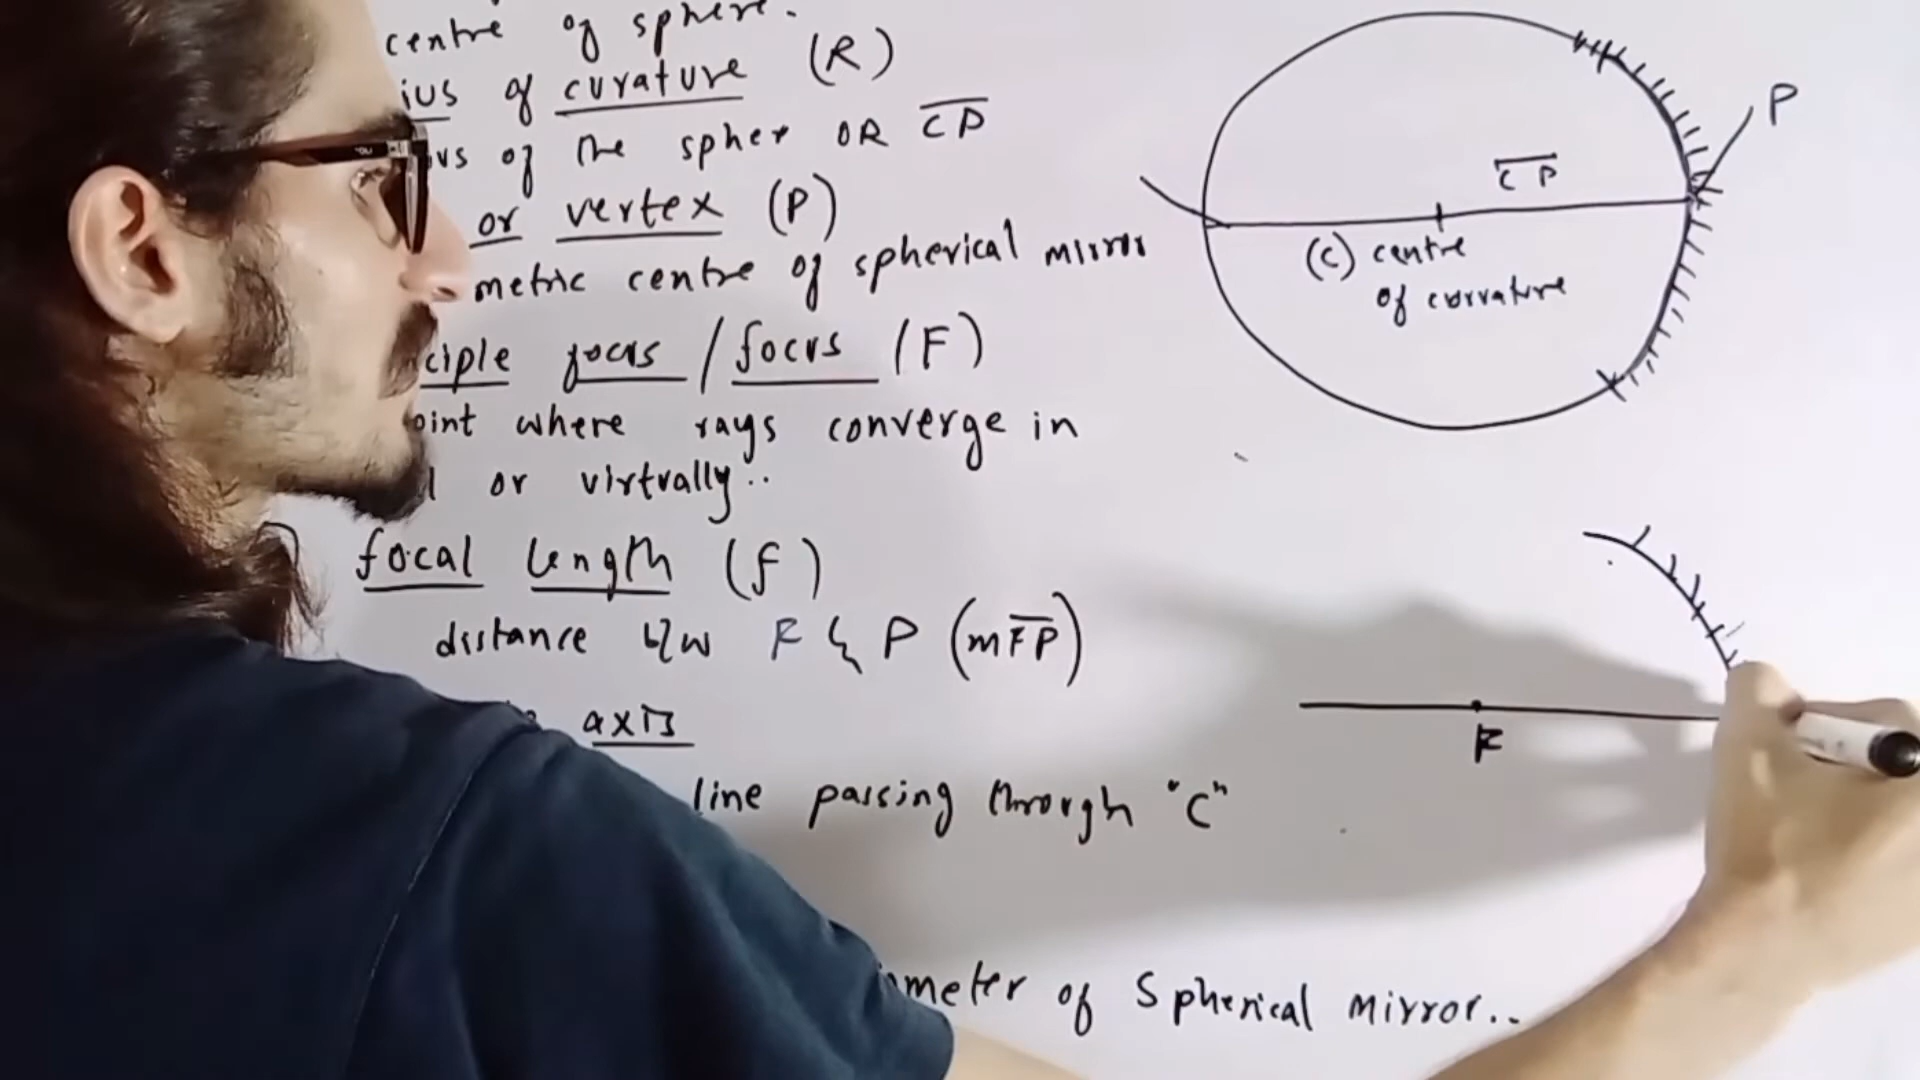 centre of sphere.
ius of curature (R)
ius of the spher OR CP
or vertex (P)
metric centre of spherical mirror
ciple focus / focus (F)
oint where rays converge in
l or virtually..
focal length (f)
distance b/w F & P (mFP)
axis
line passing through "C"
meter of Spherical mirror..
P
CP
(C) centre
of curvature
F